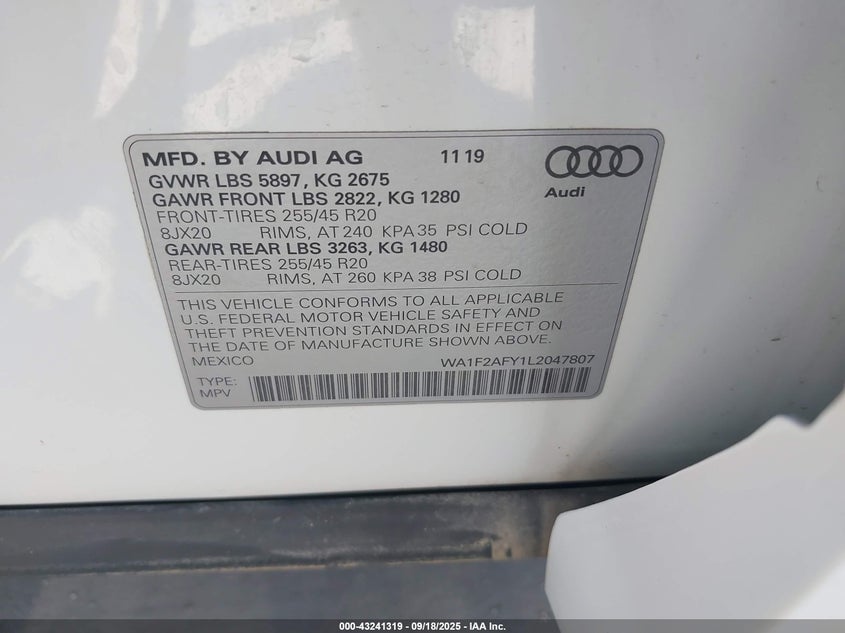 MFD. BY AUDI AG 11 19
GVWR LBS 5897, KG 2675
GAWR FRONT LBS 2822, KG 1280
Audi
FRONT-TIRES 255/45 R20
8JX20 RIMS, AT 240 KPA 35 PSI COLD
GAWR REAR LBS 3263, KG 1480
REAR-TIRES 255/45 R20
8JX20 RIMS, AT 260 KPA 38 PSI COLD
THIS VEHICLE CONFORMS TO ALL APPLICABLE
U.S. FEDERAL MOTOR VEHICLE SAFETY AND
THEFT PREVENTION STANDARDS IN EFFECT ON
THE DATE OF MANUFACTURE SHOWN ABOVE.
MEXICO WA1F2AFY1L2047807
TYPE:
MPV
000-43241319 - 09/18/2025 - IAA Inc.